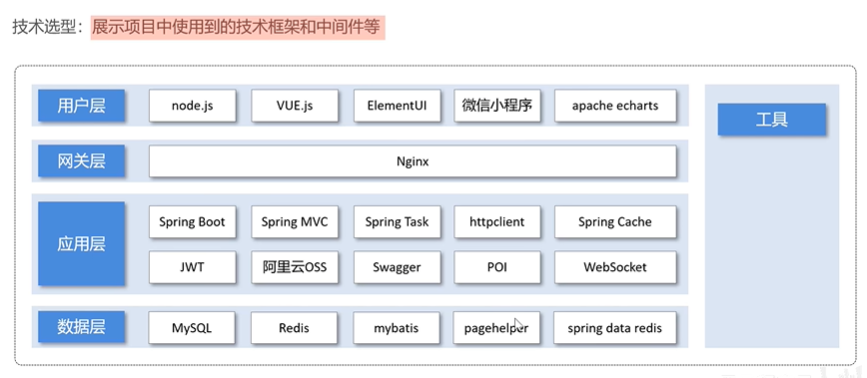 技术选型：展示项目中使用到的技术框架和中间件等
用户层 node.js VUE.js ElementUI 微信小程序 apache echarts
工具
网关层 Nginx
应用层
Spring Boot Spring MVC Spring Task httpclient Spring Cache
JWT 阿里云OSS Swagger POI WebSocket
数据层 MySQL Redis mybatis pagehelper spring data redis